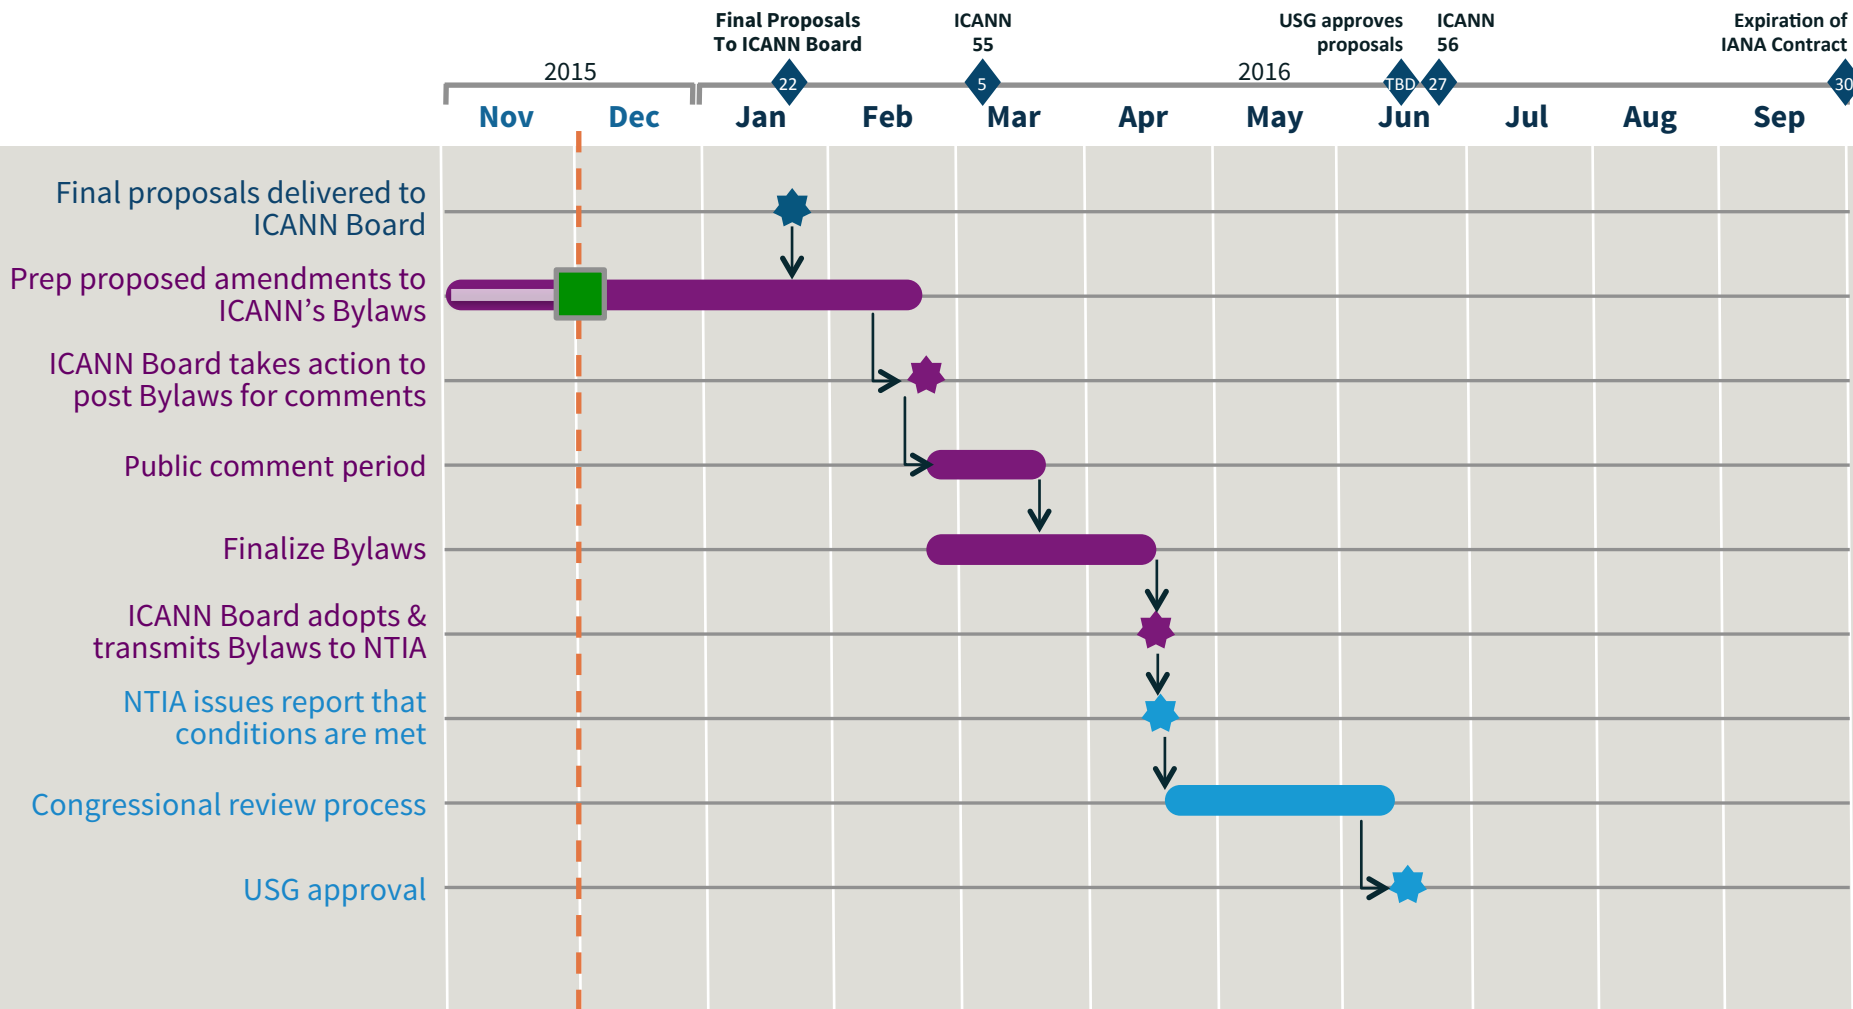 Final Proposals
To ICANN Board
ICANN
55
USG approves
proposals
ICANN
56
Expiration of
IANA Contract
2015
22
5
2016
TBD
27
30
Nov
Dec
Jan
Feb
Mar
Apr
May
Jun
Jul
Aug
Sep
Final proposals delivered to
ICANN Board
Prep proposed amendments to
ICANN’s Bylaws
ICANN Board takes action to
post Bylaws for comments
Public comment period
Finalize Bylaws
ICANN Board adopts &
transmits Bylaws to NTIA
NTIA issues report that
conditions are met
Congressional review process
USG approval